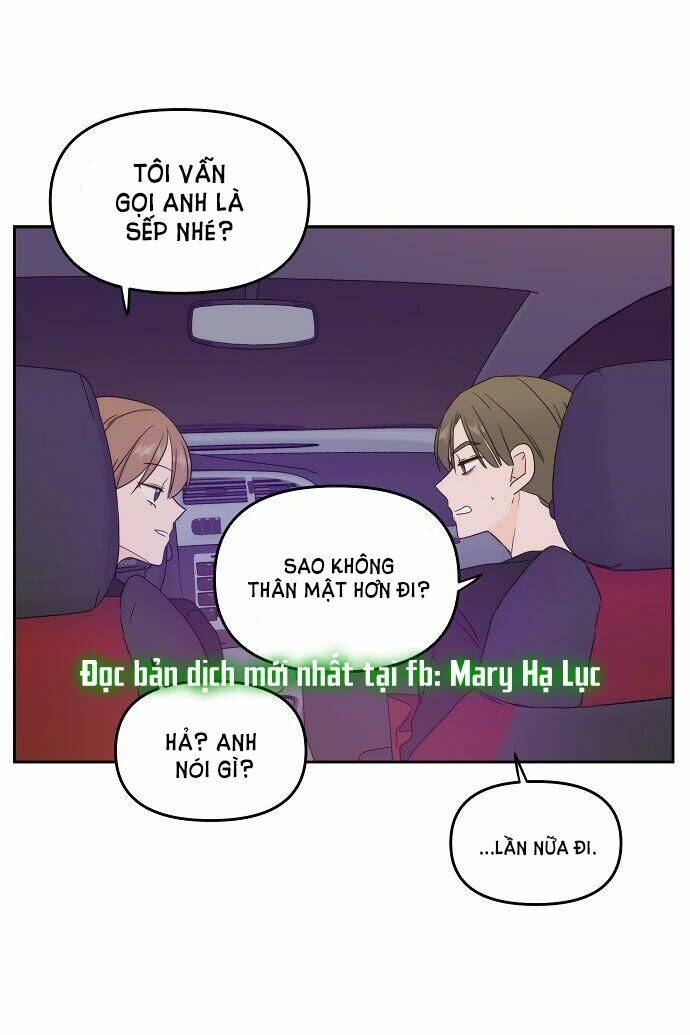 TÔI VẪN
GỌI ANH LÀ
SẾP NHÉ?
SAO KHÔNG
THÂN MẬT HƠN ĐI?
Đọc bản dịch mới nhất tại fb: Mary Hạ Lục
HẢ? ANH
NÓI GÌ?
...LẦN NỮA ĐI.